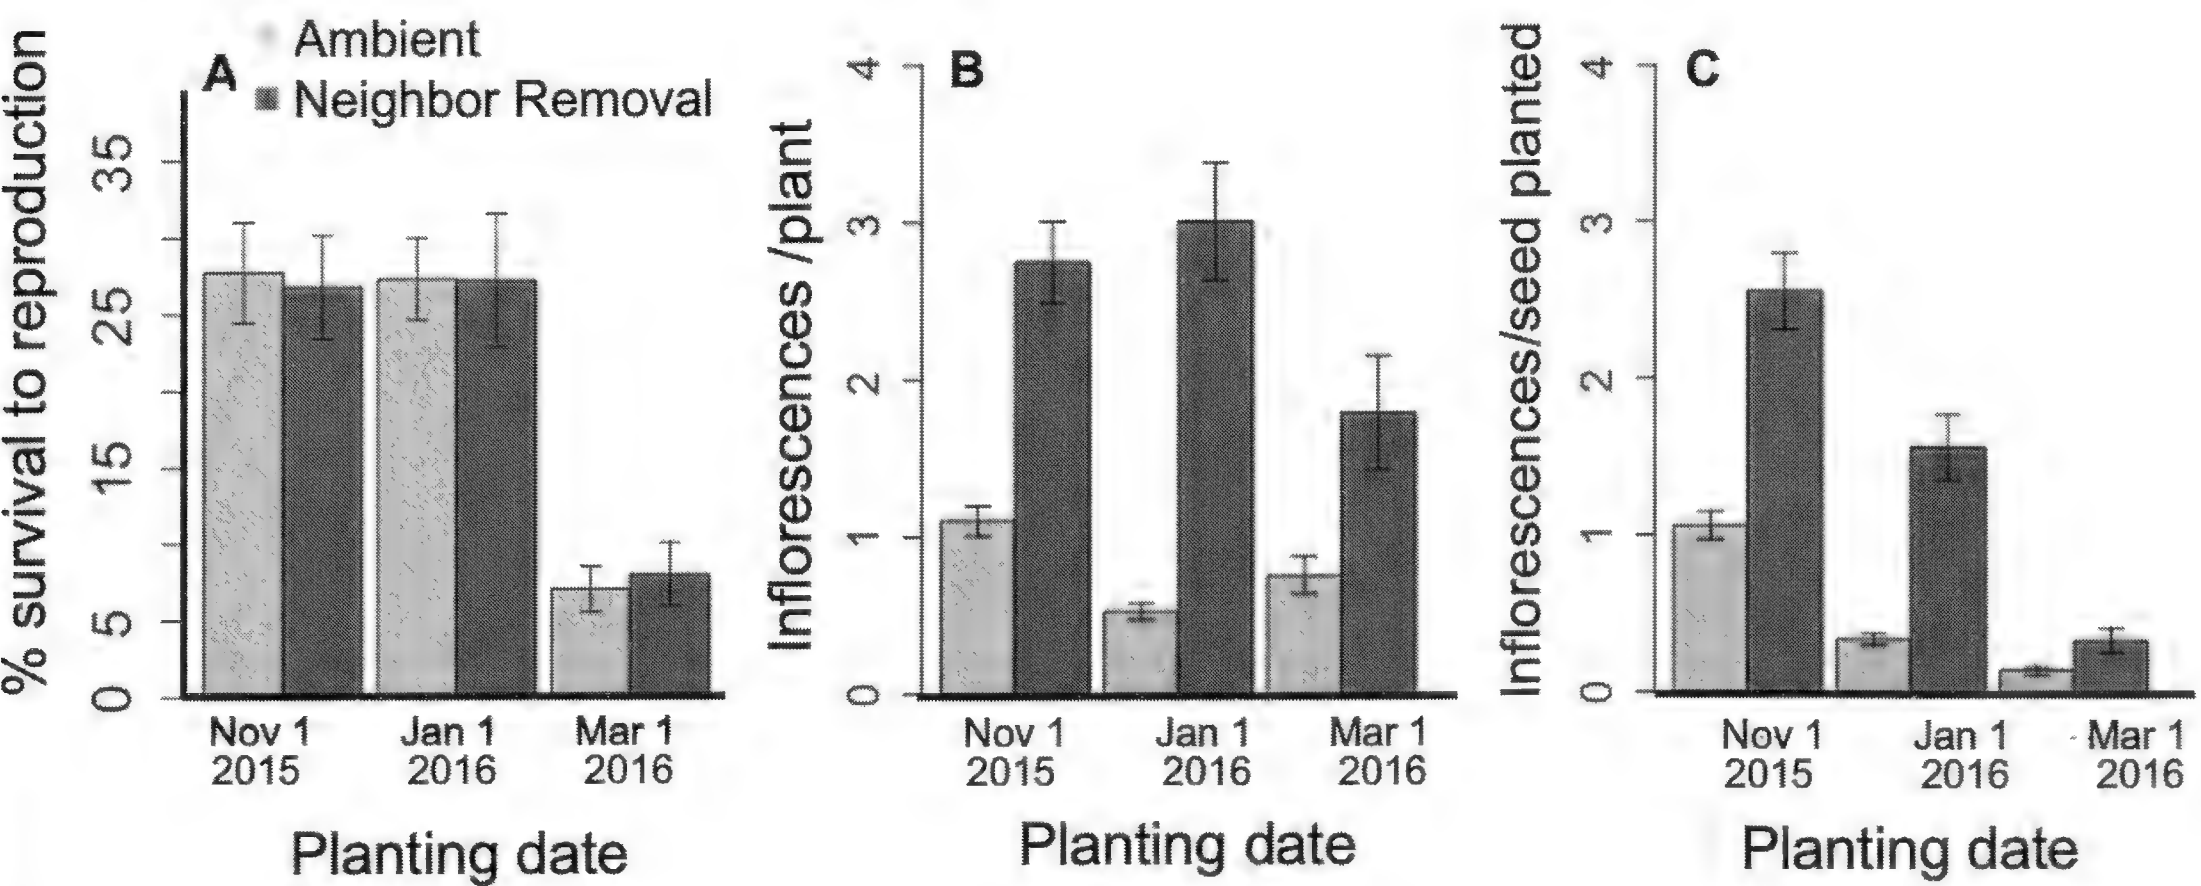 % survival to reproduction
A
Ambient
Neighbor Removal
35
25
15
5
0
Nov 1
2015
Jan 1
2016
Mar 1
2016
Planting date
Inflorescences /plant
B
4
3
2
1
0
Nov 1
2015
Jan 1
2016
Mar 1
2016
Planting date
Inflorescences/seed planted
C
4
3
2
1
0
Nov 1
2015
Jan 1
2016
Mar 1
2016
Planting date